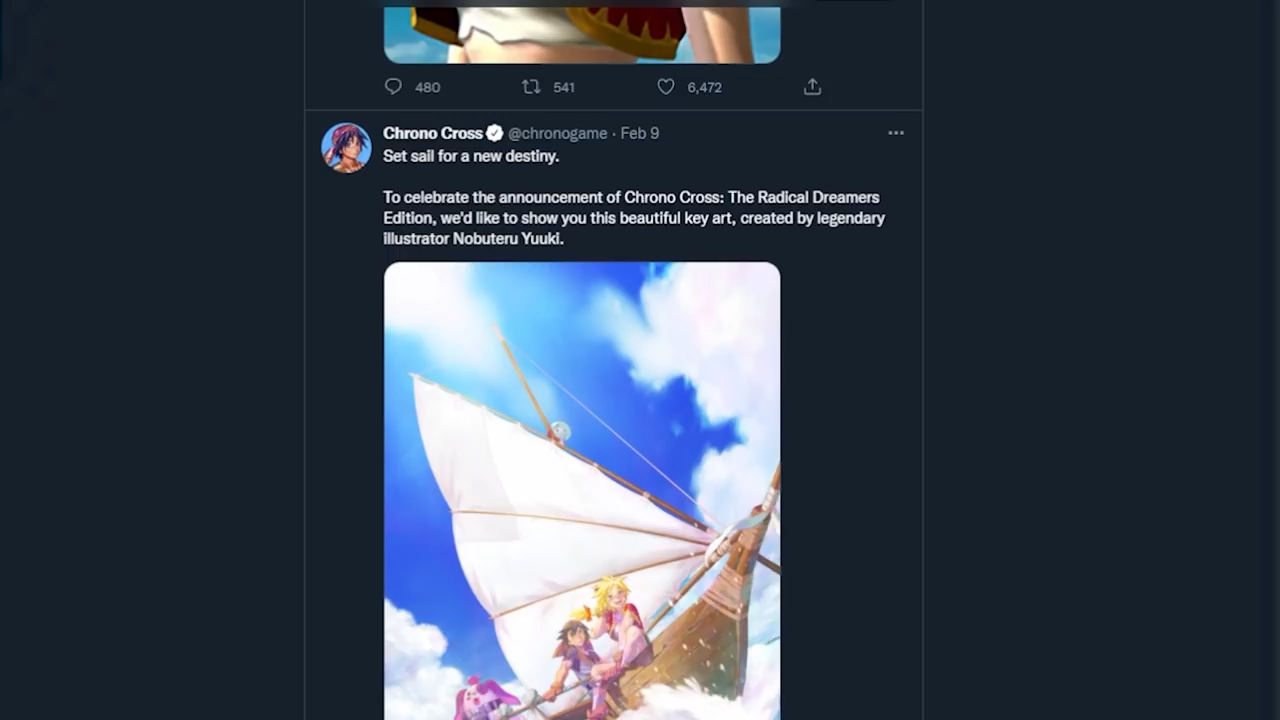 480 541 6,472
Chrono Cross @chronogame · Feb 9
Set sail for a new destiny.
To celebrate the announcement of Chrono Cross: The Radical Dreamers
Edition, we'd like to show you this beautiful key art, created by legendary
illustrator Nobuteru Yuuki.